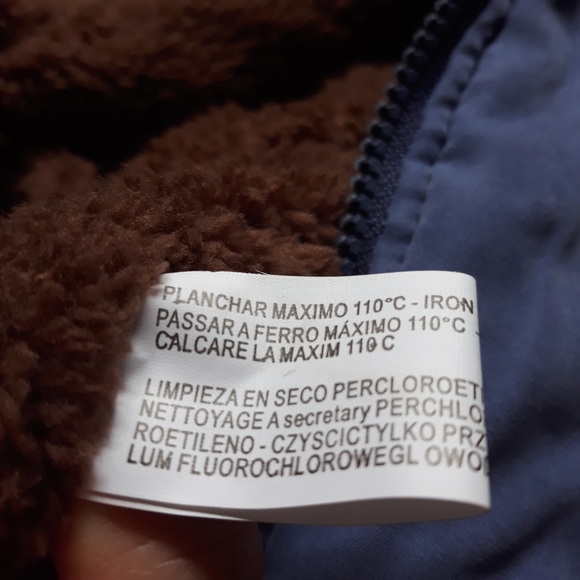 PLANCHAR MAXIMO 110°C - IRON
PASSAR A FERRO MÁXIMO 110°C -
CALCARE LA MAXIM 110 C
LIMPIEZA EN SECO PERCLOROET
NETTOYAGE A secretary PERCHLO
ROETILENO - CZYSCICTYLKO PRZ
LUM FLUOROCHLOROWEGL OWO